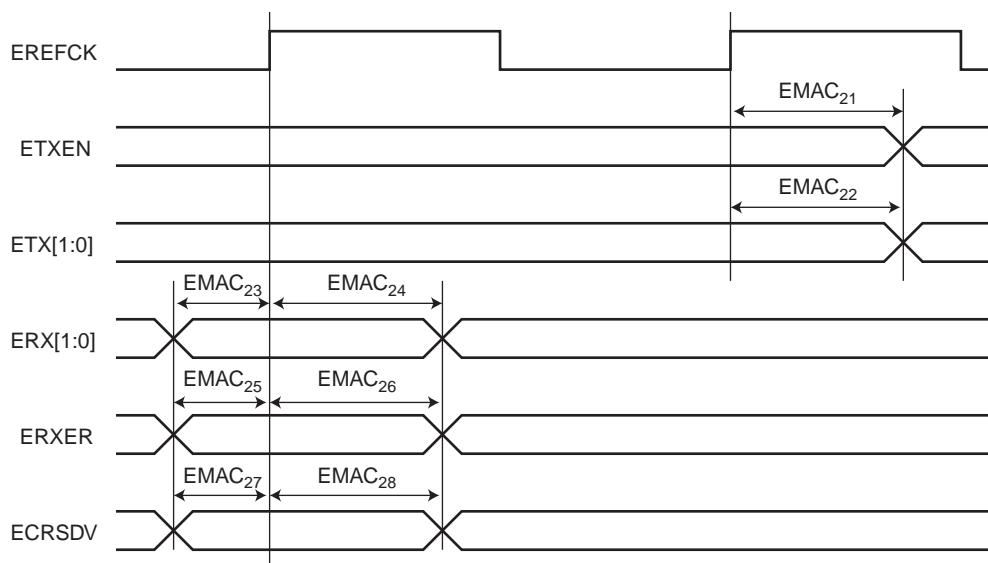 EREFCK
EMAC21
ETXEN
EMAC22
ETX[1:0]
EMAC23 EMAC24
ERX[1:0]
EMAC25 EMAC26
ERXER
EMAC27 EMAC28
ECRSDV